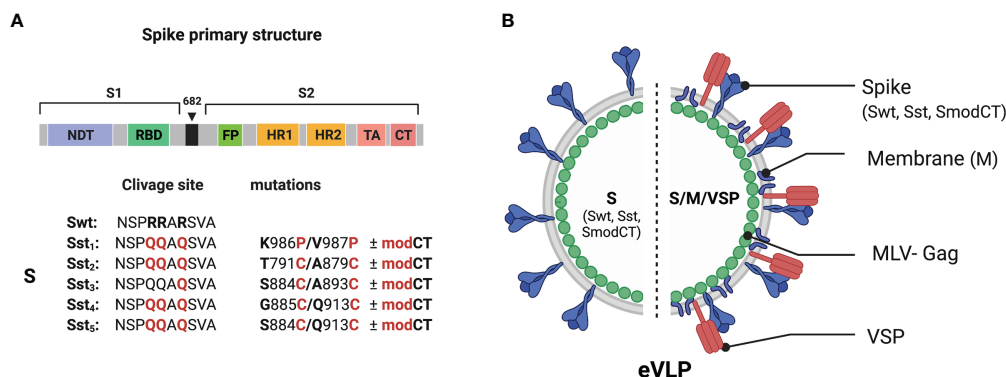 A
Spike primary structure
S1
682
S2
NDT
RBD
FP
HR1
HR2
TA
CT
Clivage site
mutations
S
Swt: NSPRRARSVA
Sst1: NSPQQAQSVA K986P/V987P ± modCT
Sst2: NSPQQAQSVA T791C/A879C ± modCT
Sst3: NSPQQAQSVA S884C/A893C ± modCT
Sst4: NSPQQAQSVA G885C/Q913C ± modCT
Sst5: NSPQQAQSVA S884C/Q913C ± modCT
B
S
(Swt, Sst,
SmodCT)
S/M/VSP
Spike
(Swt, Sst, SmodCT)
Membrane (M)
MLV- Gag
VSP
eVLP